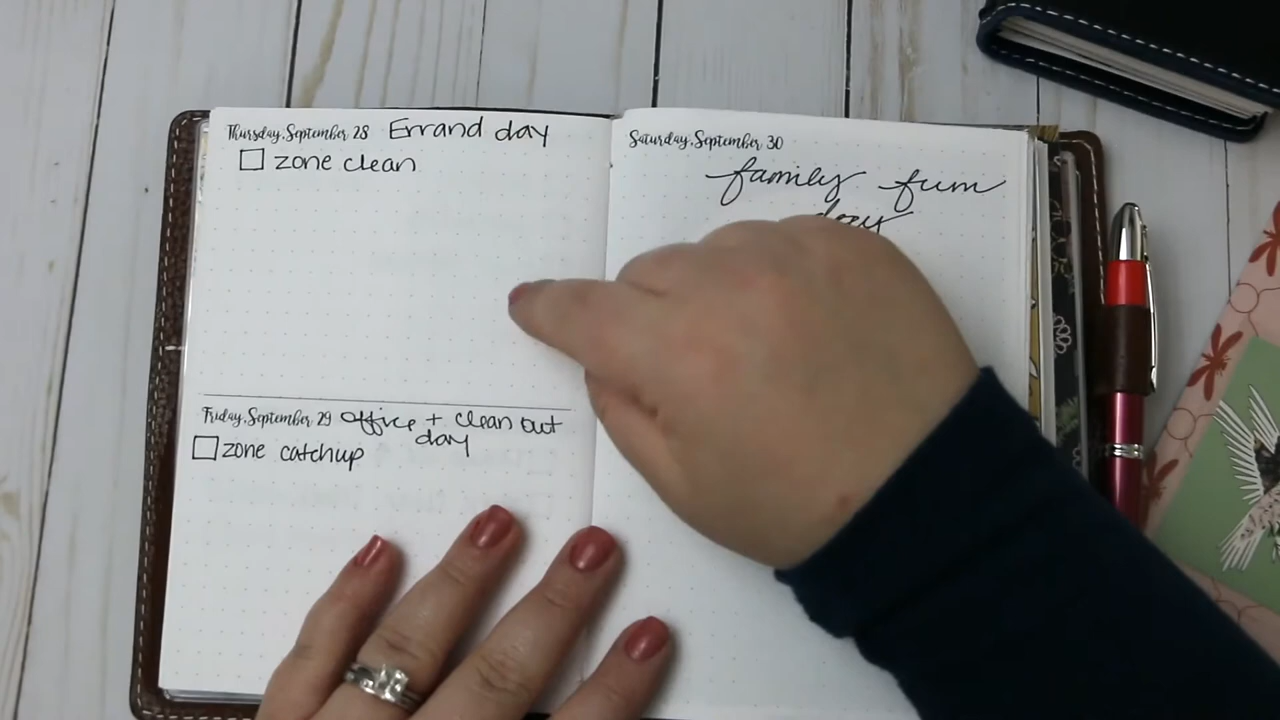 Thursday, September 28 Errand day
zone clean
Friday, September 29 office + clean out
day
zone catchup
Saturday, September 30
family fun
day